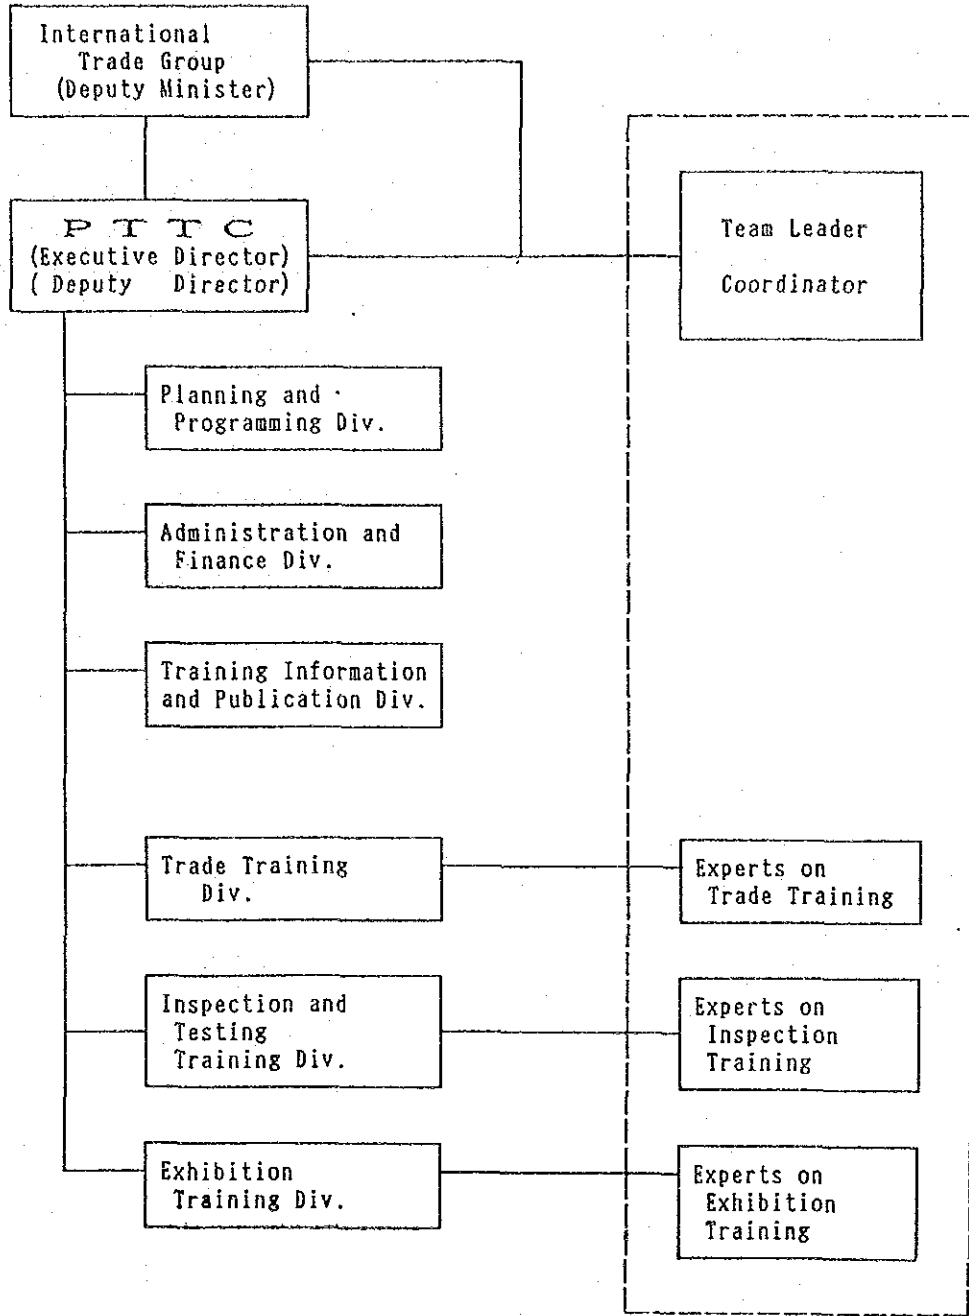 International
Trade Group
(Deputy Minister)
P T T C
(Executive Director)
( Deputy Director)
Team Leader
Coordinator
Planning and
Programming Div.
Administration and
Finance Div.
Training Information
and Publication Div.
Trade Training
Div.
Experts on
Trade Training
Inspection and
Testing
Training Div.
Experts on
Inspection
Training
Exhibition
Training Div.
Experts on
Exhibition
Training